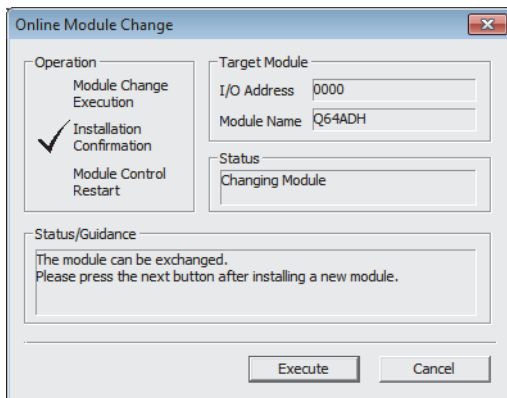 Online Module Change
Operation
Module Change
Execution
Installation
Confirmation
Module Control
Restart
Target Module
I/O Address 0000
Module Name Q64ADH
Status
Changing Module
Status/Guidance
The module can be exchanged.
Please press the next button after installing a new module.
Execute Cancel